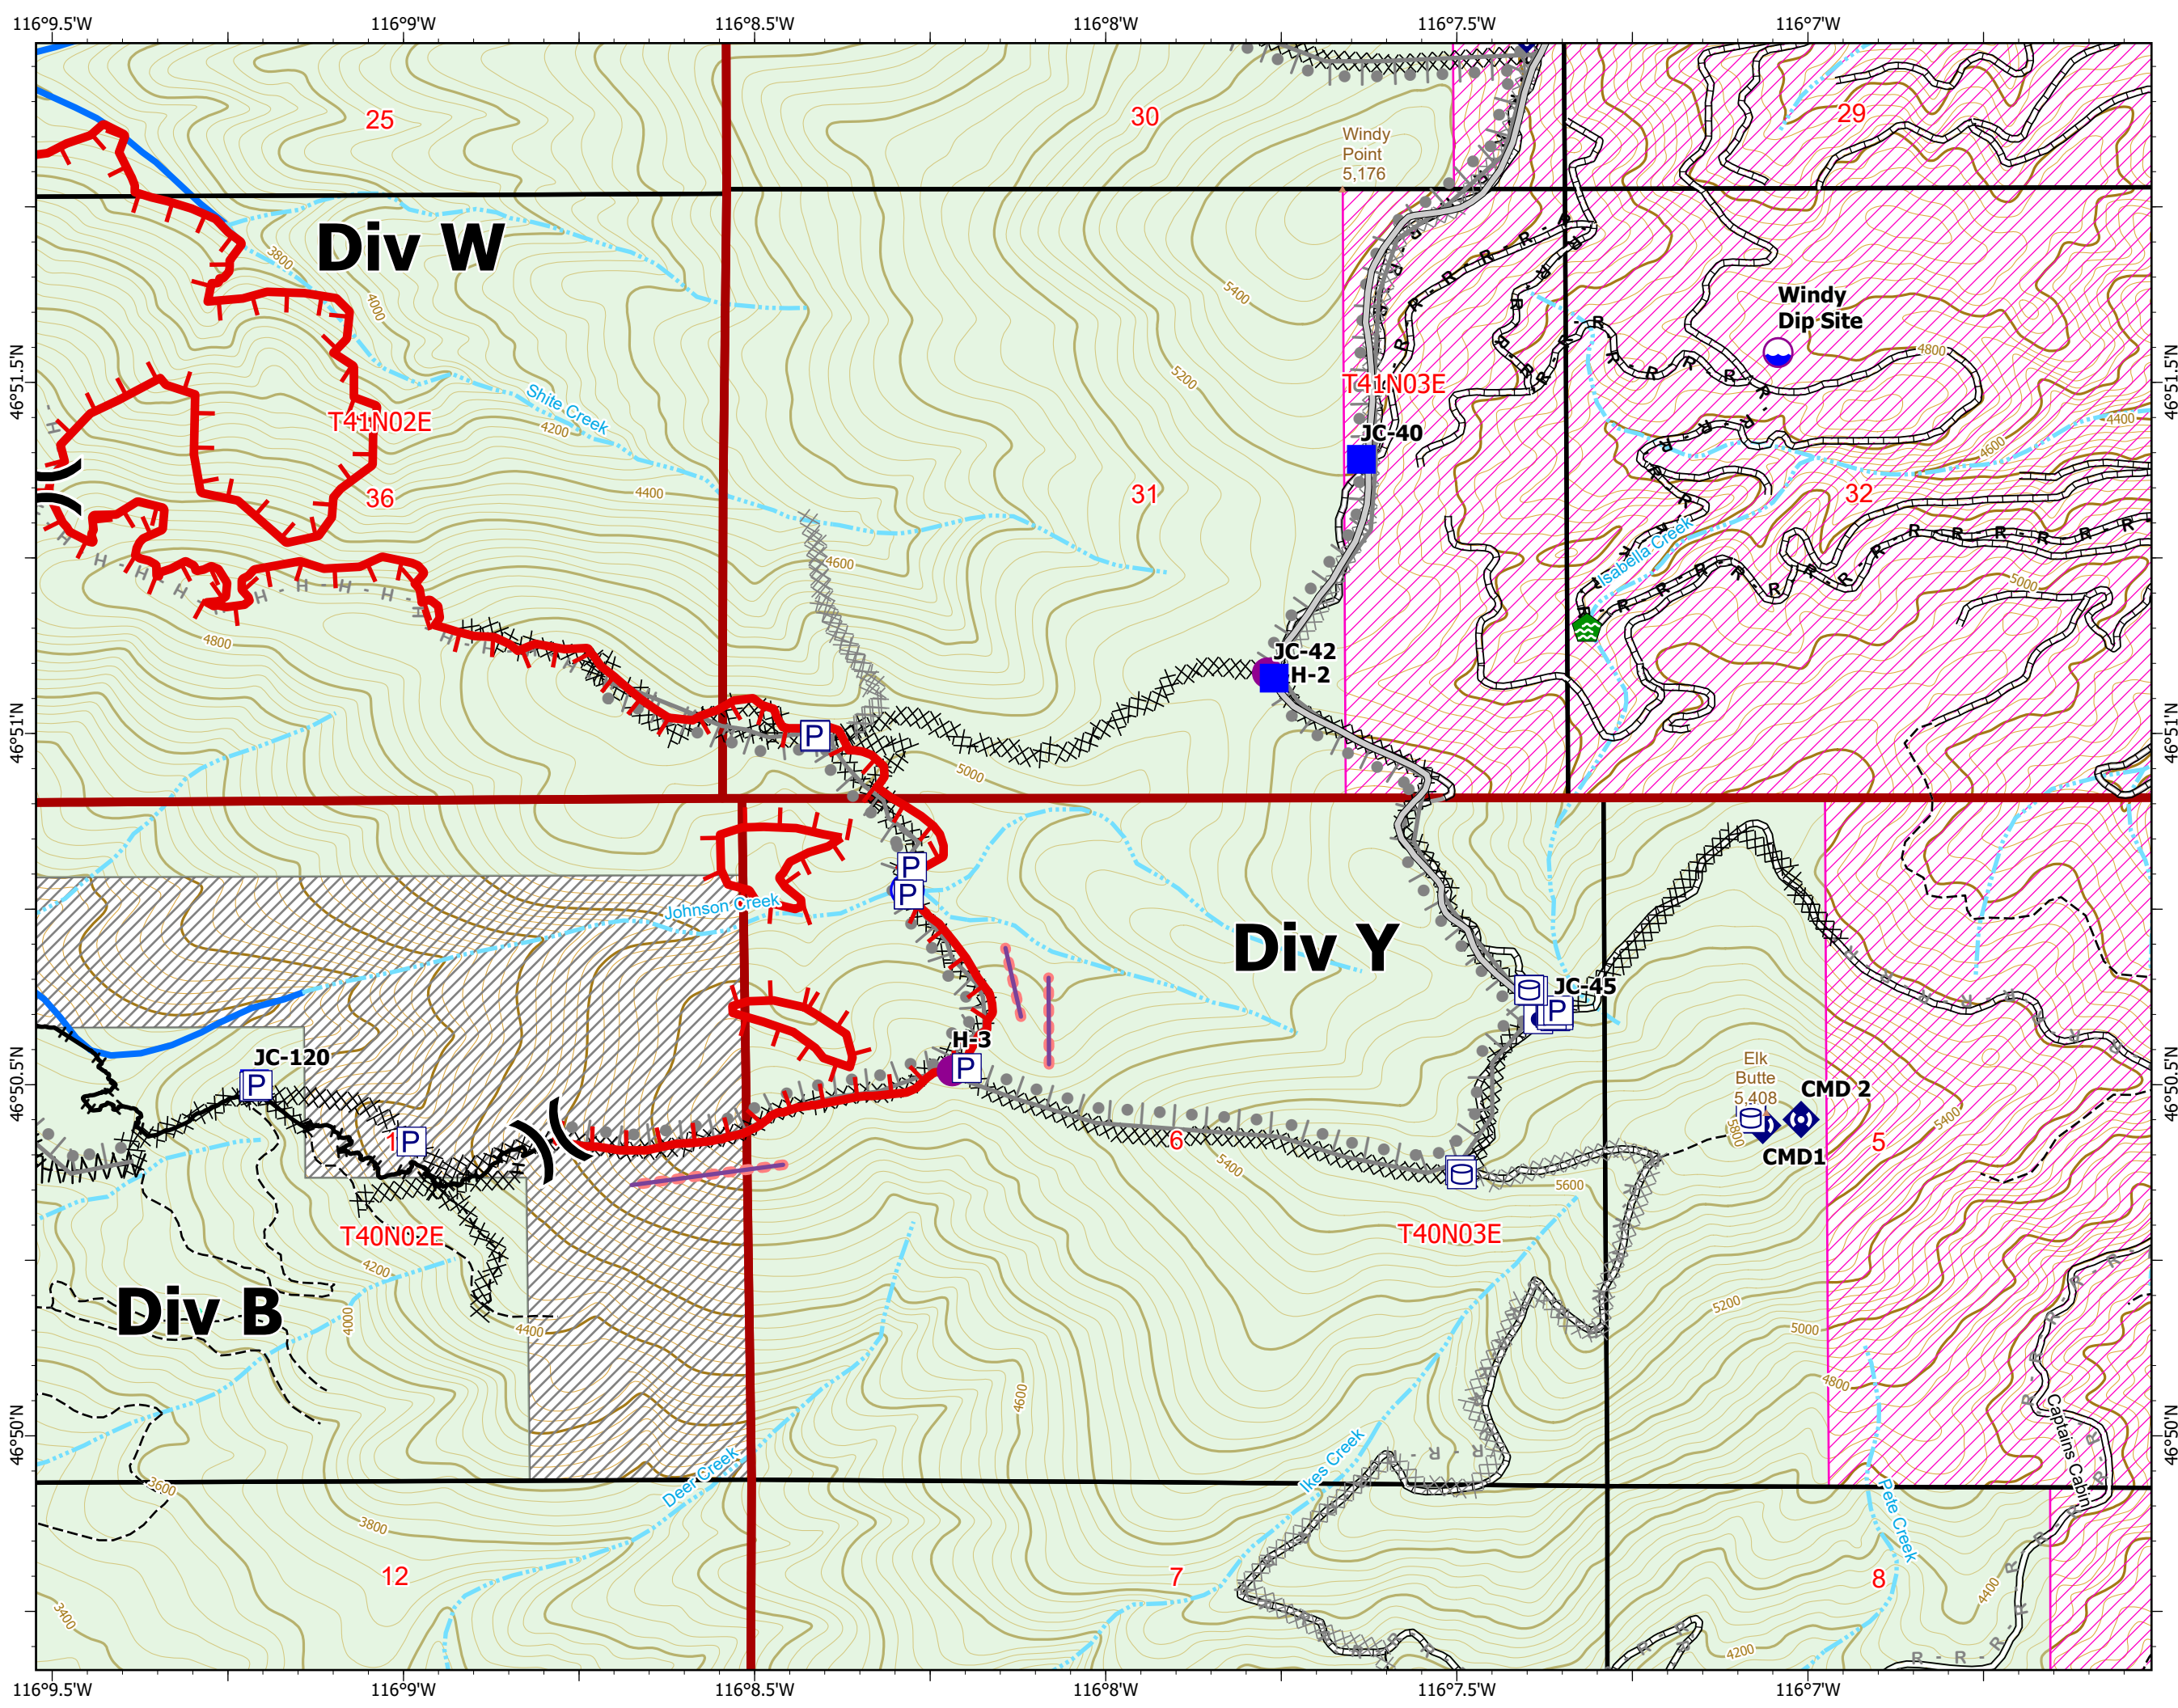 116°9.5'W
116°9'W
116°8.5'W
116°8'W
116°7.5'W
116°7'W
25
30
29
Windy
Point
5,176
Div W
3800
4000
5400
Windy
Dip Site
46°51.5'N
46°51.5'N
5200
4800
T41N03E
Shite Creek
T41N02E
4200
JC-40
4400
4600
36
4400
31
32
Isabella Creek
4600
5000
4800
JC-42
H-2
46°51'N
46°51'N
5000
Johnson Creek
Div Y
JC-45
H-3
JC-120
P
P
P
P
P
P
P
Elk
Butte
5,408
CMD 2
46°50.5'N
46°50.5'N
5400
5800
1
6
5
CMD1
5400
5600
T40N02E
T40N03E
4200
Div B
4000
4400
5200
5000
4600
4800
Captains Cabin
46°50'N
46°50'N
Deer Creek
Ikes Creek
Pete Creek
3600
3800
12
7
8
4400
3400
4200
116°9.5'W
116°9'W
116°8.5'W
116°8'W
116°7.5'W
116°7'W